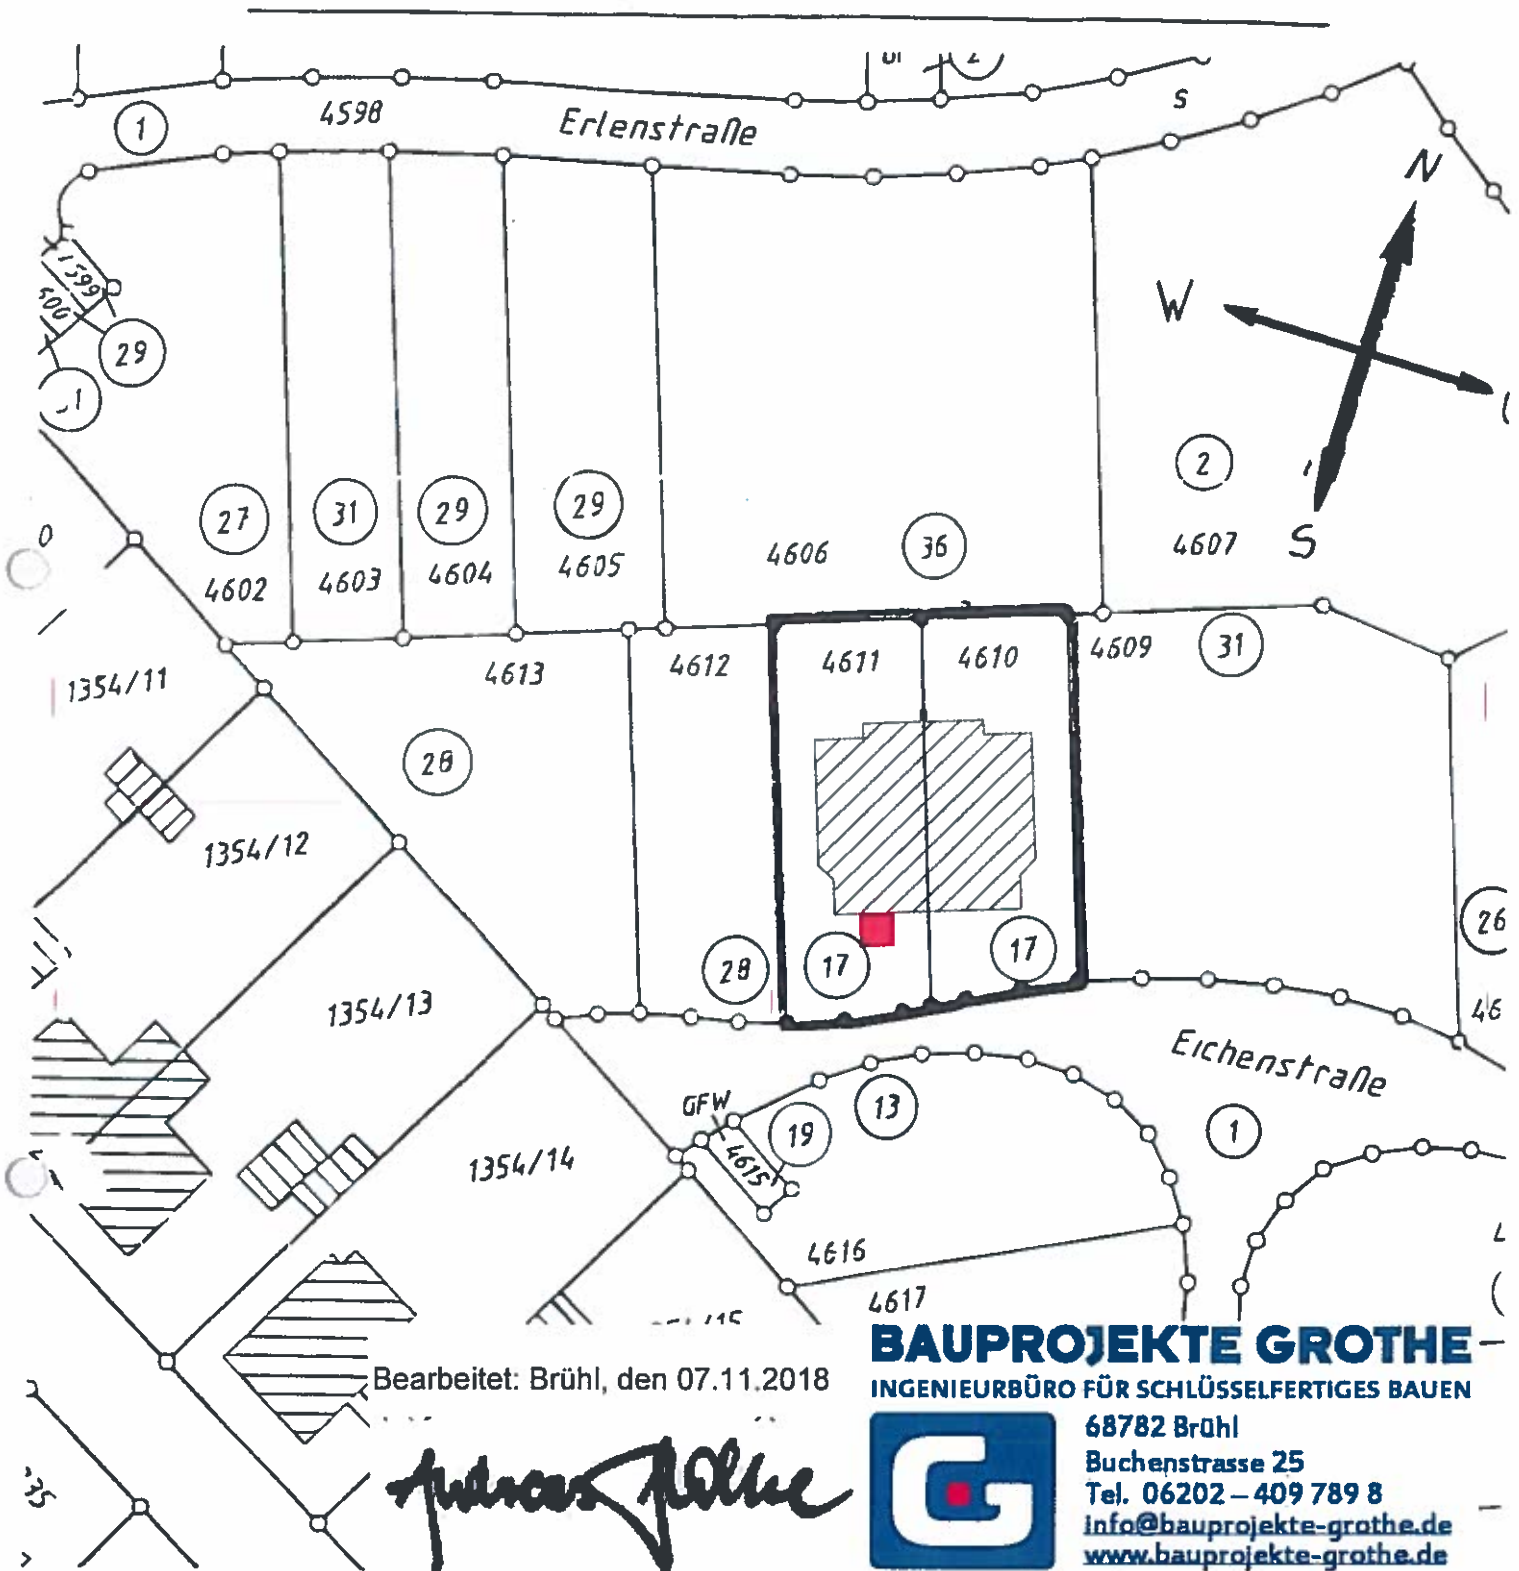 1
4598
Erlenstraße
S
N
W
29
27
31
29
29
36
2
4602
4603
4604
4605
4606
4607
S
1354/11
4613
4612
4611
4610
4609
31
28
1354/12
26
28
17
17
1354/13
46
Eichenstraße
GFW
13
19
1
4615
1354/14
4616
4617
Bearbeitet: Brühl, den 07.11.2018
Andreas Grothe
BAUPROJEKTE GROTHE
INGENIEURBÜRO FÜR SCHLÜSSELFERTIGES BAUEN
G
68782 Brühl
Buchenstrasse 25
Tel. 06202 – 409 789 8
info@bauprojekte-grothe.de
www.bauprojekte-grothe.de